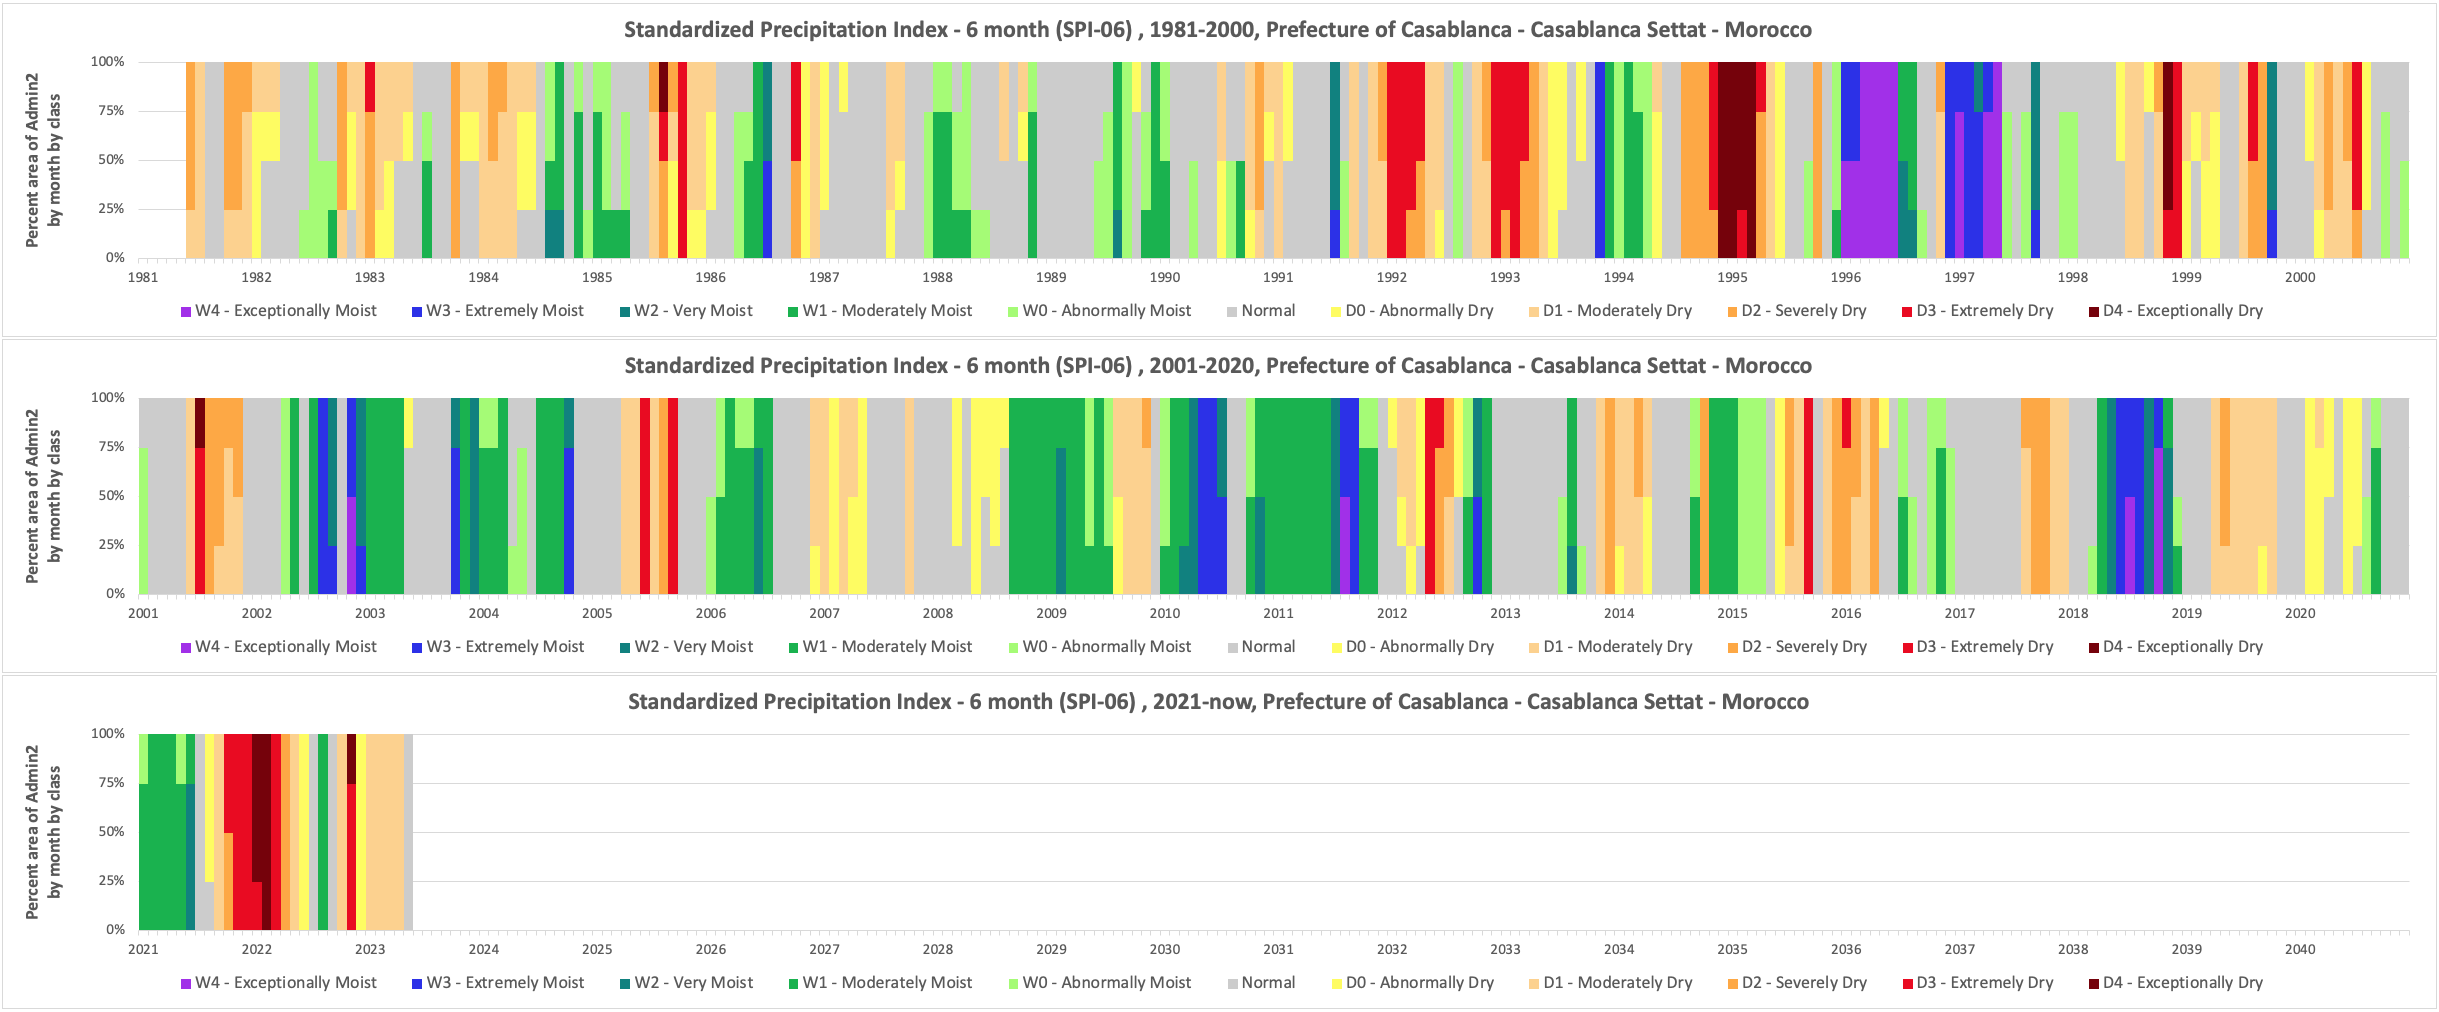 Standardized Precipitation Index - 6 month (SPI-06) , 1981-2000, Prefecture of Casablanca - Casablanca Settat - Morocco
Percent area of Admin2
by month by class
100%
75%
50%
25%
0%
1981 1982 1983 1984 1985 1986 1987 1988 1989 1990 1991 1992 1993 1994 1995 1996 1997 1998 1999 2000
W4 - Exceptionally Moist W3 - Extremely Moist W2 - Very Moist W1 - Moderately Moist W0 - Abnormally Moist Normal D0 - Abnormally Dry D1 - Moderately Dry D2 - Severely Dry D3 - Extremely Dry D4 - Exceptionally Dry
Standardized Precipitation Index - 6 month (SPI-06) , 2001-2020, Prefecture of Casablanca - Casablanca Settat - Morocco
Percent area of Admin2
by month by class
100%
75%
50%
25%
0%
2001 2002 2003 2004 2005 2006 2007 2008 2009 2010 2011 2012 2013 2014 2015 2016 2017 2018 2019 2020
W4 - Exceptionally Moist W3 - Extremely Moist W2 - Very Moist W1 - Moderately Moist W0 - Abnormally Moist Normal D0 - Abnormally Dry D1 - Moderately Dry D2 - Severely Dry D3 - Extremely Dry D4 - Exceptionally Dry
Standardized Precipitation Index - 6 month (SPI-06) , 2021-now, Prefecture of Casablanca - Casablanca Settat - Morocco
Percent area of Admin2
by month by class
100%
75%
50%
25%
0%
2021 2022 2023 2024 2025 2026 2027 2028 2029 2030 2031 2032 2033 2034 2035 2036 2037 2038 2039 2040
W4 - Exceptionally Moist W3 - Extremely Moist W2 - Very Moist W1 - Moderately Moist W0 - Abnormally Moist Normal D0 - Abnormally Dry D1 - Moderately Dry D2 - Severely Dry D3 - Extremely Dry D4 - Exceptionally Dry